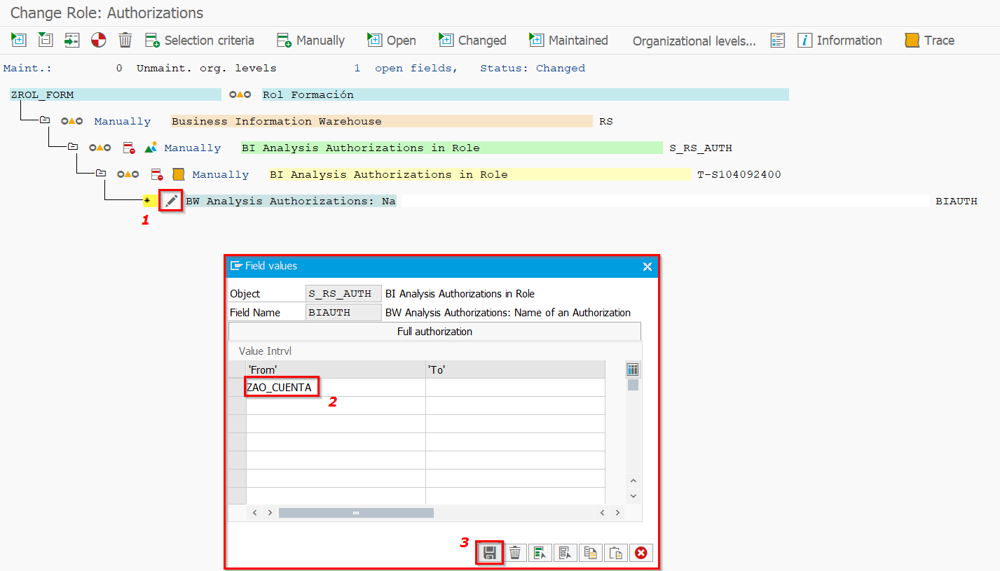 Change Role: Authorizations
Selection criteria Manually Open Changed Maintained Organizational levels... Information Trace
Maint.: 0 Unmaint. org. levels 1 open fields, Status: Changed
ZROL_FORM Rol Formación
Manually Business Information Warehouse RS
Manually BI Analysis Authorizations in Role S_RS_AUTH
Manually BI Analysis Authorizations in Role T-S104092400
* BW Analysis Authorizations: Na BIAUTH
1
Field values
Object S_RS_AUTH BI Analysis Authorizations in Role
Field Name BIAUTH BW Analysis Authorizations: Name of an Authorization
Full authorization
Value Intrvl
'From' 'To'
ZAO_CUENTA
2
3